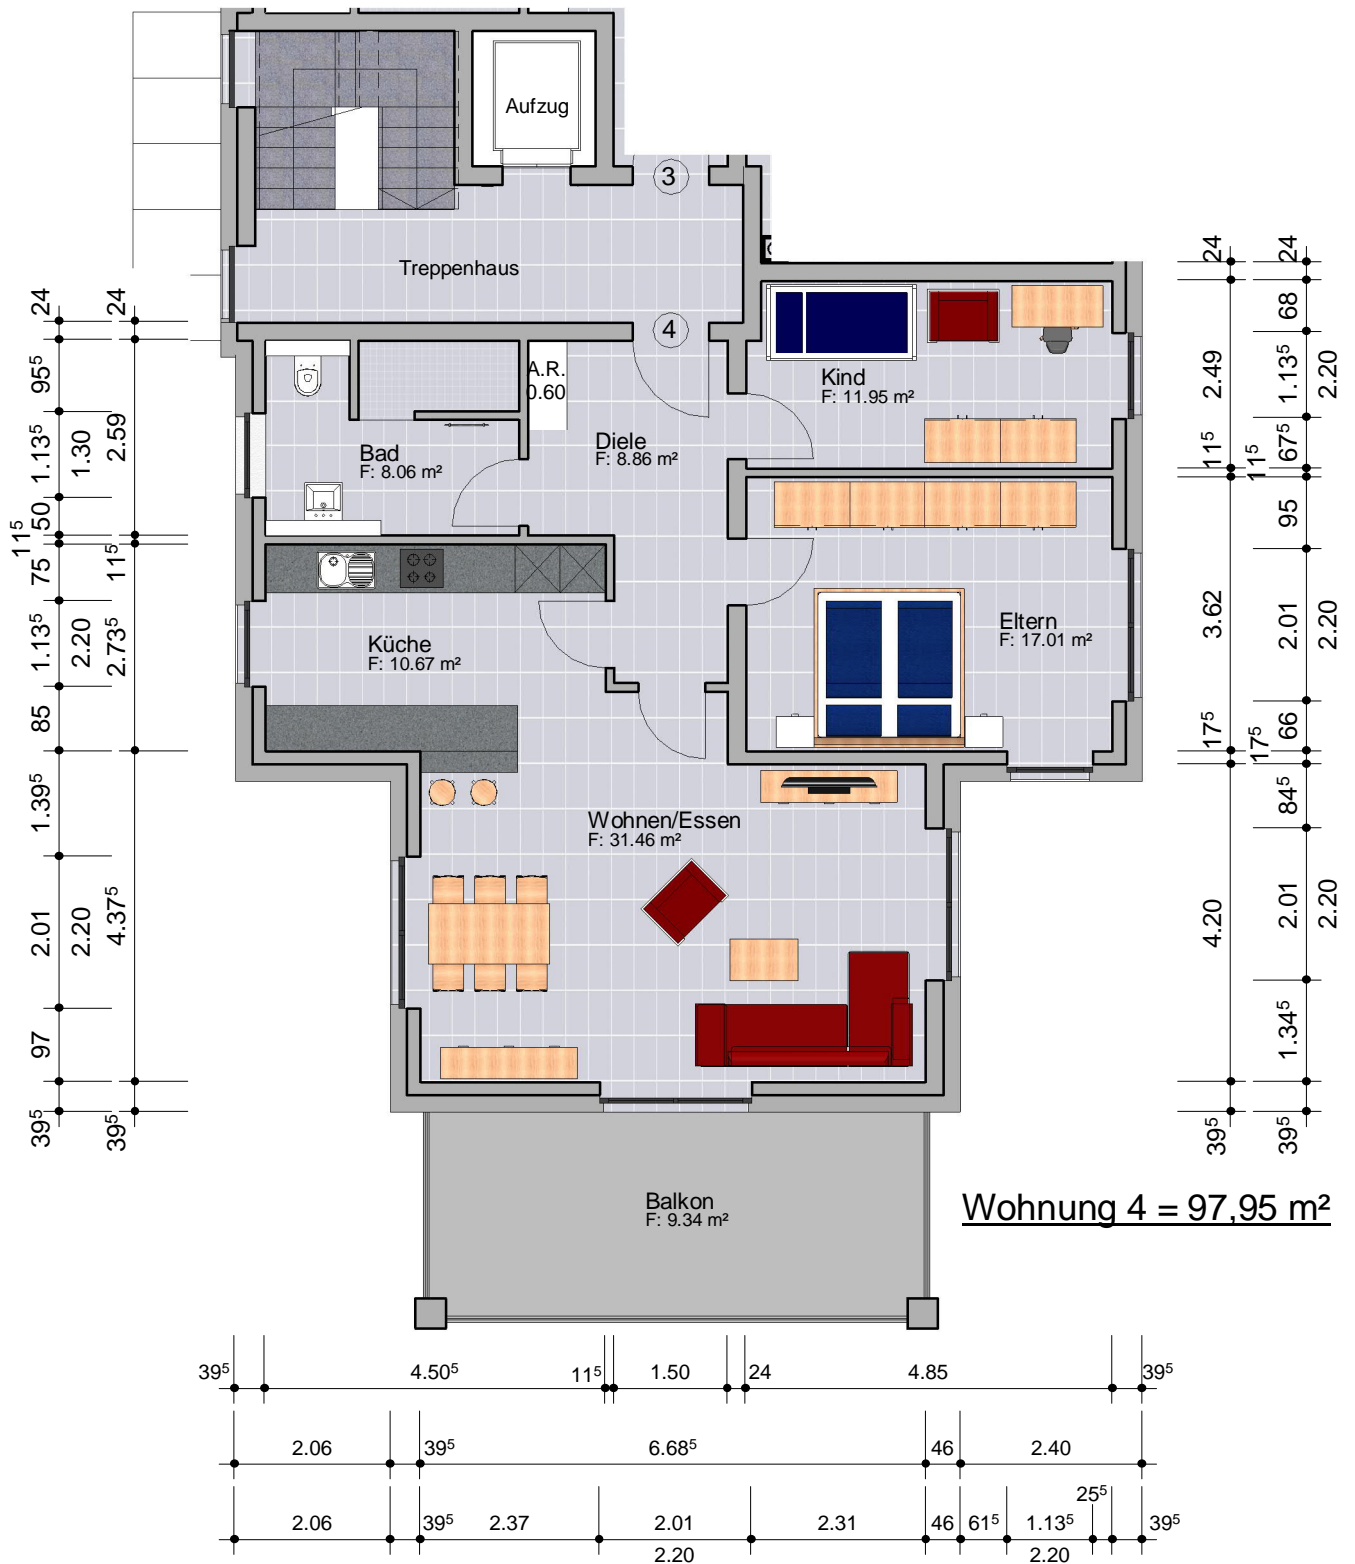 Aufzug
3
Treppenhaus
4
A.R.
0.60
Kind
F: 11.95 m²
Diele
F: 8.86 m²
Bad
F: 8.06 m²
Küche
F: 10.67 m²
Eltern
F: 17.01 m²
Wohnen/Essen
F: 31.46 m²
Balkon
F: 9.34 m²
Wohnung 4 = 97,95 m²
24
95⁵
1.13⁵
1.30
50
11⁵
75
1.13⁵
2.20
85
1.39⁵
2.01
2.20
97
39⁵
24
2.59
11⁵
2.73⁵
4.37⁵
39⁵
24
2.49
11⁵
3.62
17⁵
4.20
39⁵
24
68
1.13⁵
2.20
67⁵
11⁵
95
2.01
2.20
66
17⁵
84⁵
2.01
2.20
1.34⁵
39⁵
39⁵ 4.50⁵ 11⁵ 1.50 24 4.85 39⁵
2.06 39⁵ 6.68⁵ 46 2.40
25⁵
2.06 39⁵ 2.37 2.01 2.31 46 61⁵ 1.13⁵ 39⁵
2.20 2.20